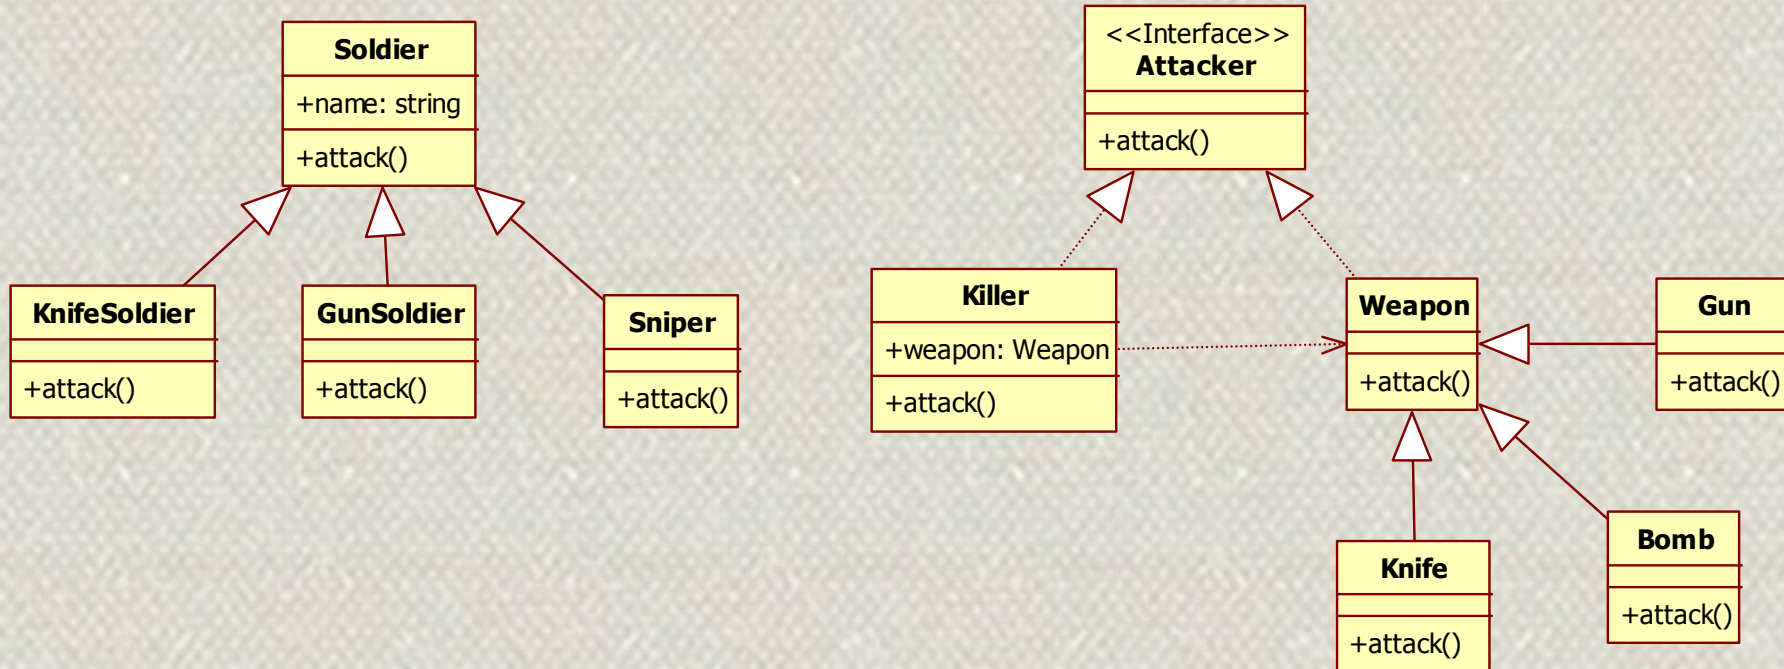 Soldier
+name: string
+attack()
KnifeSoldier
+attack()
GunSoldier
+attack()
Sniper
+attack()
<<Interface>>
Attacker
+attack()
Killer
+weapon: Weapon
+attack()
Weapon
+attack()
Gun
+attack()
Knife
+attack()
Bomb
+attack()